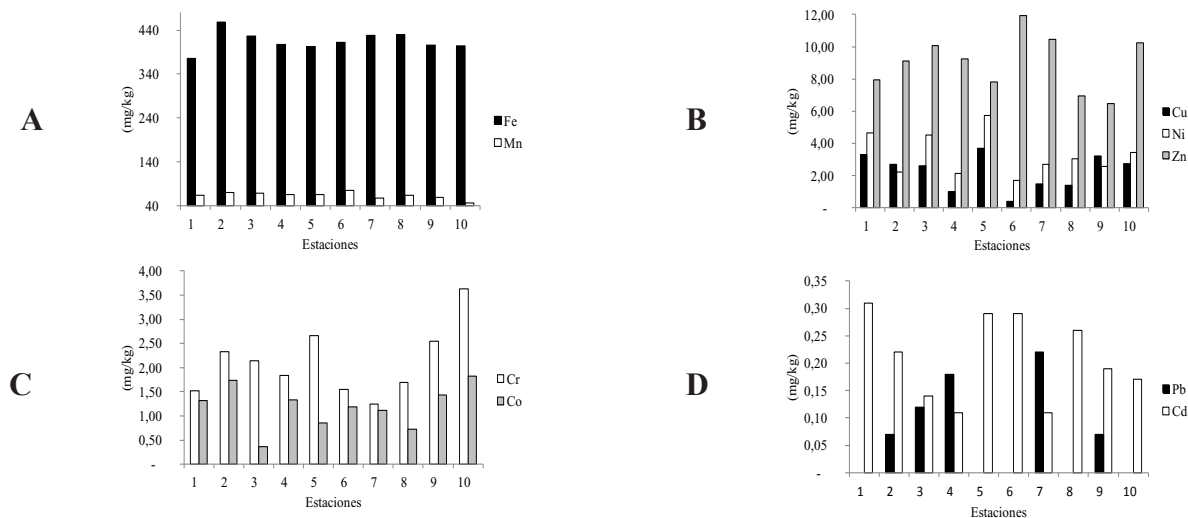 A
(mg/kg)
440
340
240
140
40
1 2 3 4 5 6 7 8 9 10
Estaciones
Fe
Mn
B
(mg/kg)
12,00
10,00
8,00
6,00
4,00
2,00
-
1 2 3 4 5 6 7 8 9 10
Estaciones
Cu
Ni
Zn
C
(mg/kg)
4,00
3,50
3,00
2,50
2,00
1,50
1,00
0,50
-
1 2 3 4 5 6 7 8 9 10
Estaciones
Cr
Co
D
(mg/kg)
0,35
0,30
0,25
0,20
0,15
0,10
0,05
-
1 2 3 4 5 6 7 8 9 10
Estaciones
Pb
Cd